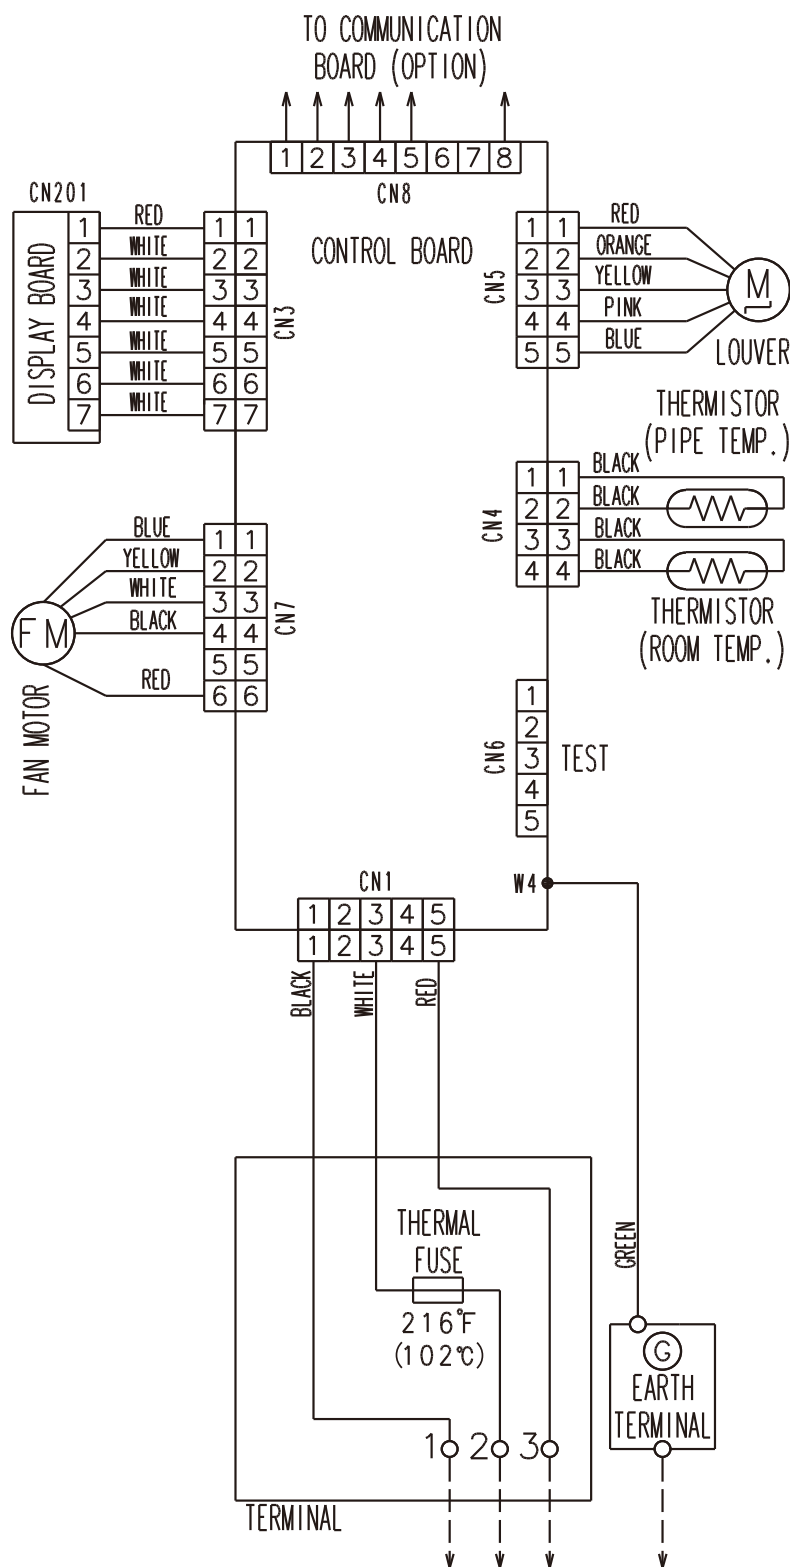 TO COMMUNICATION
BOARD (OPTION)
1 2 3 4 5 6 7 8
CN8
CONTROL BOARD
CN201
DISPLAY BOARD
1 RED 1 1
2 WHITE 2 2
3 WHITE 3 3
4 WHITE 4 4
5 WHITE 5 5
6 WHITE 6 6
7 WHITE 7 7
CN3
1 1 RED
2 2 ORANGE
3 3 YELLOW
4 4 PINK
5 5 BLUE
CN5
M
LOUVER
THERMISTOR
(PIPE TEMP.)
1 1 BLACK
2 2 BLACK
3 3 BLACK
4 4 BLACK
CN4
THERMISTOR
(ROOM TEMP.)
BLUE 1 1
YELLOW 2 2
WHITE 3 3
BLACK 4 4
5 5
RED 6 6
CN7
FM
FAN MOTOR
1
2
3
4
5
CN6
TEST
W4
CN1
1 2 3 4 5
1 2 3 4 5
BLACK
WHITE
RED
GREEN
THERMAL
FUSE
216°F
(102°C)
1 2 3
TERMINAL
G
EARTH
TERMINAL